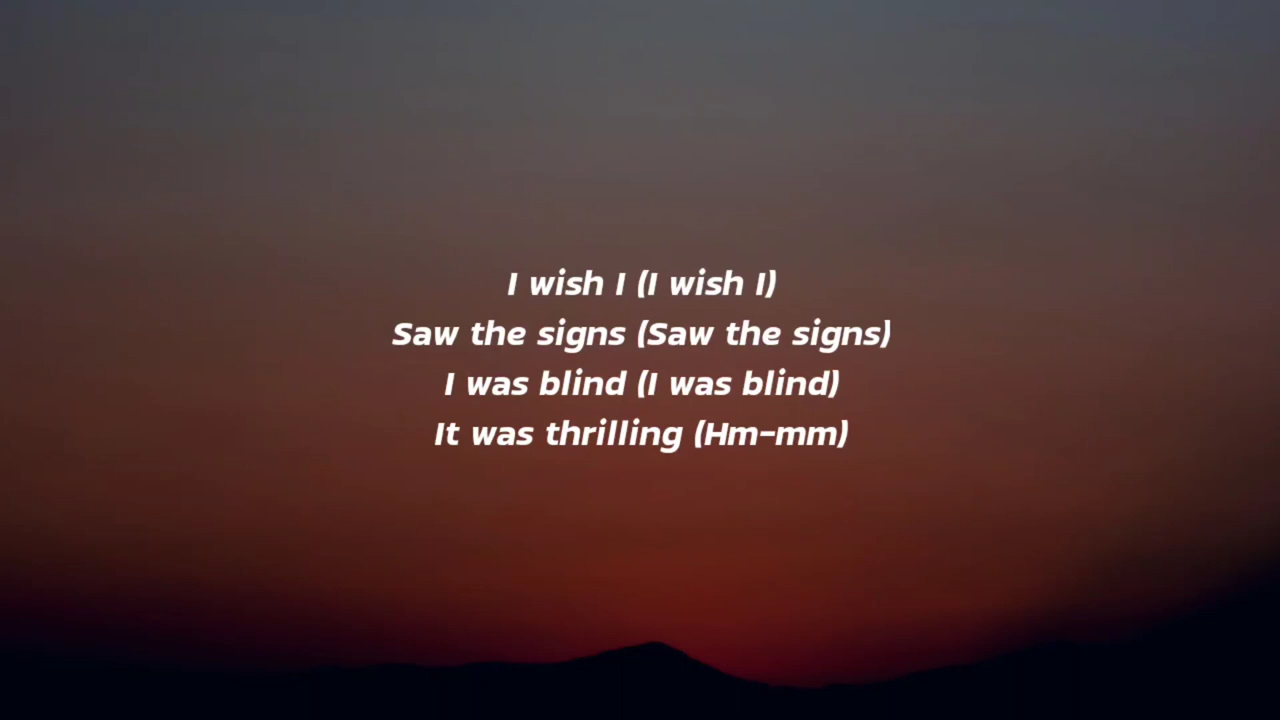 I wish I (I wish I)
Saw the signs (Saw the signs)
I was blind (I was blind)
It was thrilling (Hm-mm)